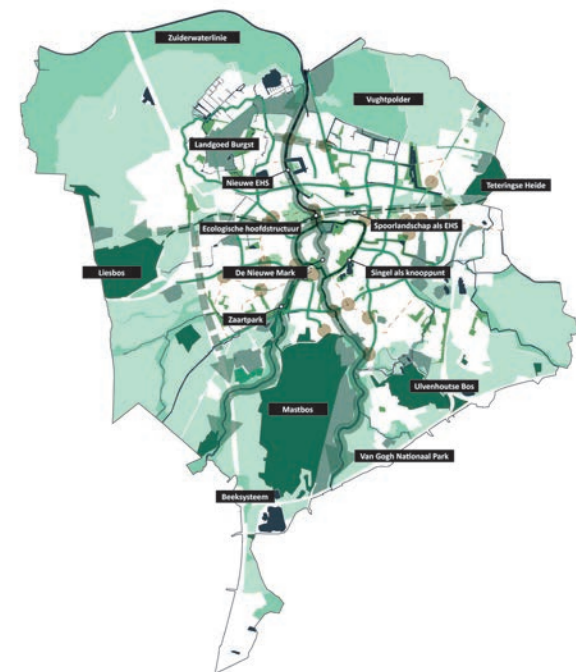 Zuiderwaterlinie
Vughtpolder
Landgoed Burgst
Nieuwe EHS
Teteringse Heide
Ecologische hoofdstructuur
Spoorlandschap als EHS
Liesbos
De Nieuwe Mark
Singel als knooppunt
Zaartpark
Ulvenhoutse Bos
Mastbos
Van Gogh Nationaal Park
Beeksysteem